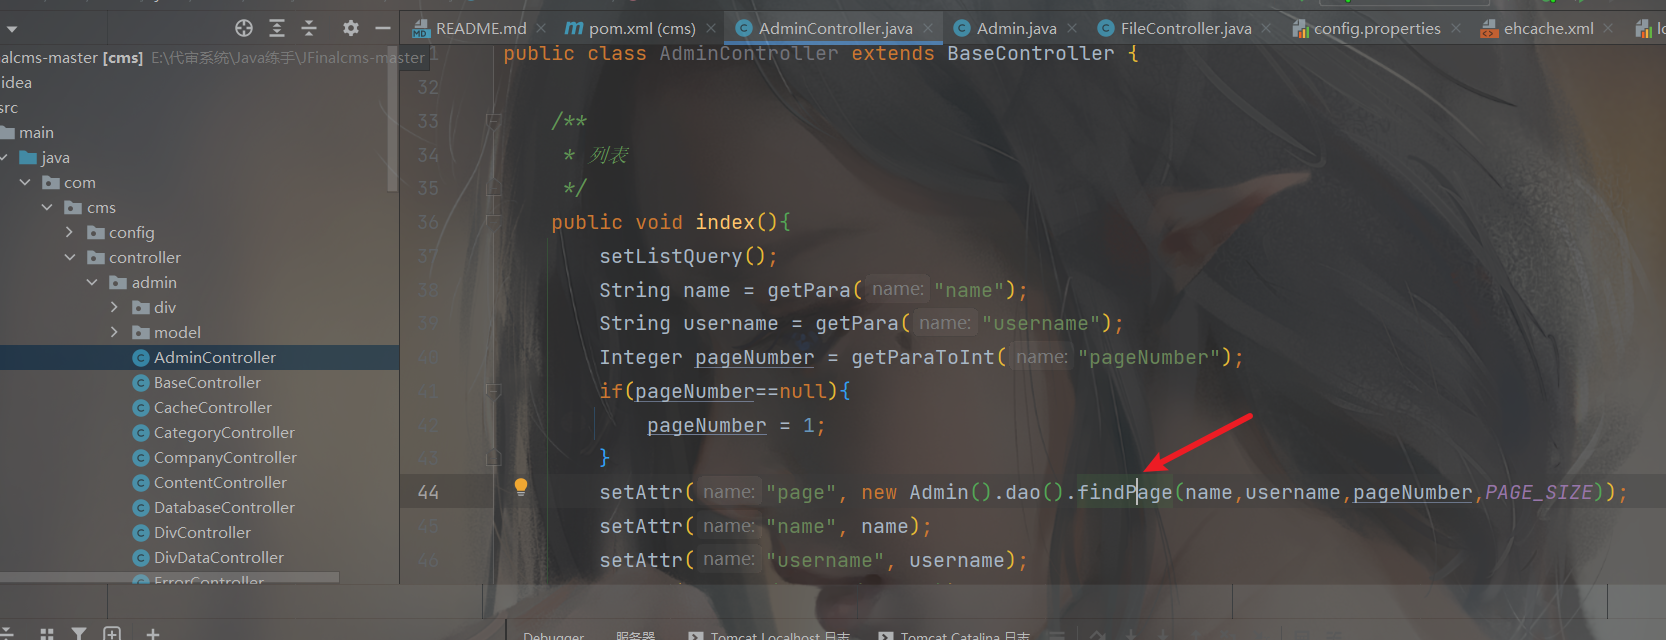 README.md
pom.xml (cms)
AdminController.java
Admin.java
FileController.java
config.properties
ehcache.xml
alcms-master [cms] E:\代审系统\Java练手\JFinalcms-master
idea
src
main
java
com
cms
config
controller
admin
div
model
AdminController
BaseController
CacheController
CategoryController
CompanyController
ContentController
DatabaseController
DivController
DivDataController
ErrorController
public class AdminController extends BaseController {
32
33 /**
34 * 列表
35 */
36 public void index(){
37 setListQuery();
38 String name = getPara( name: "name");
39 String username = getPara( name: "username");
40 Integer pageNumber = getParaToInt( name: "pageNumber");
41 if(pageNumber==null){
42 pageNumber = 1;
43 }
44 setAttr( name: "page", new Admin().dao().findPage(name,username,pageNumber,PAGE_SIZE));
45 setAttr( name: "name", name);
46 setAttr( name: "username", username);
Debugger 服务器 Tomcat Localhost 日志 Tomcat Catalina 日志